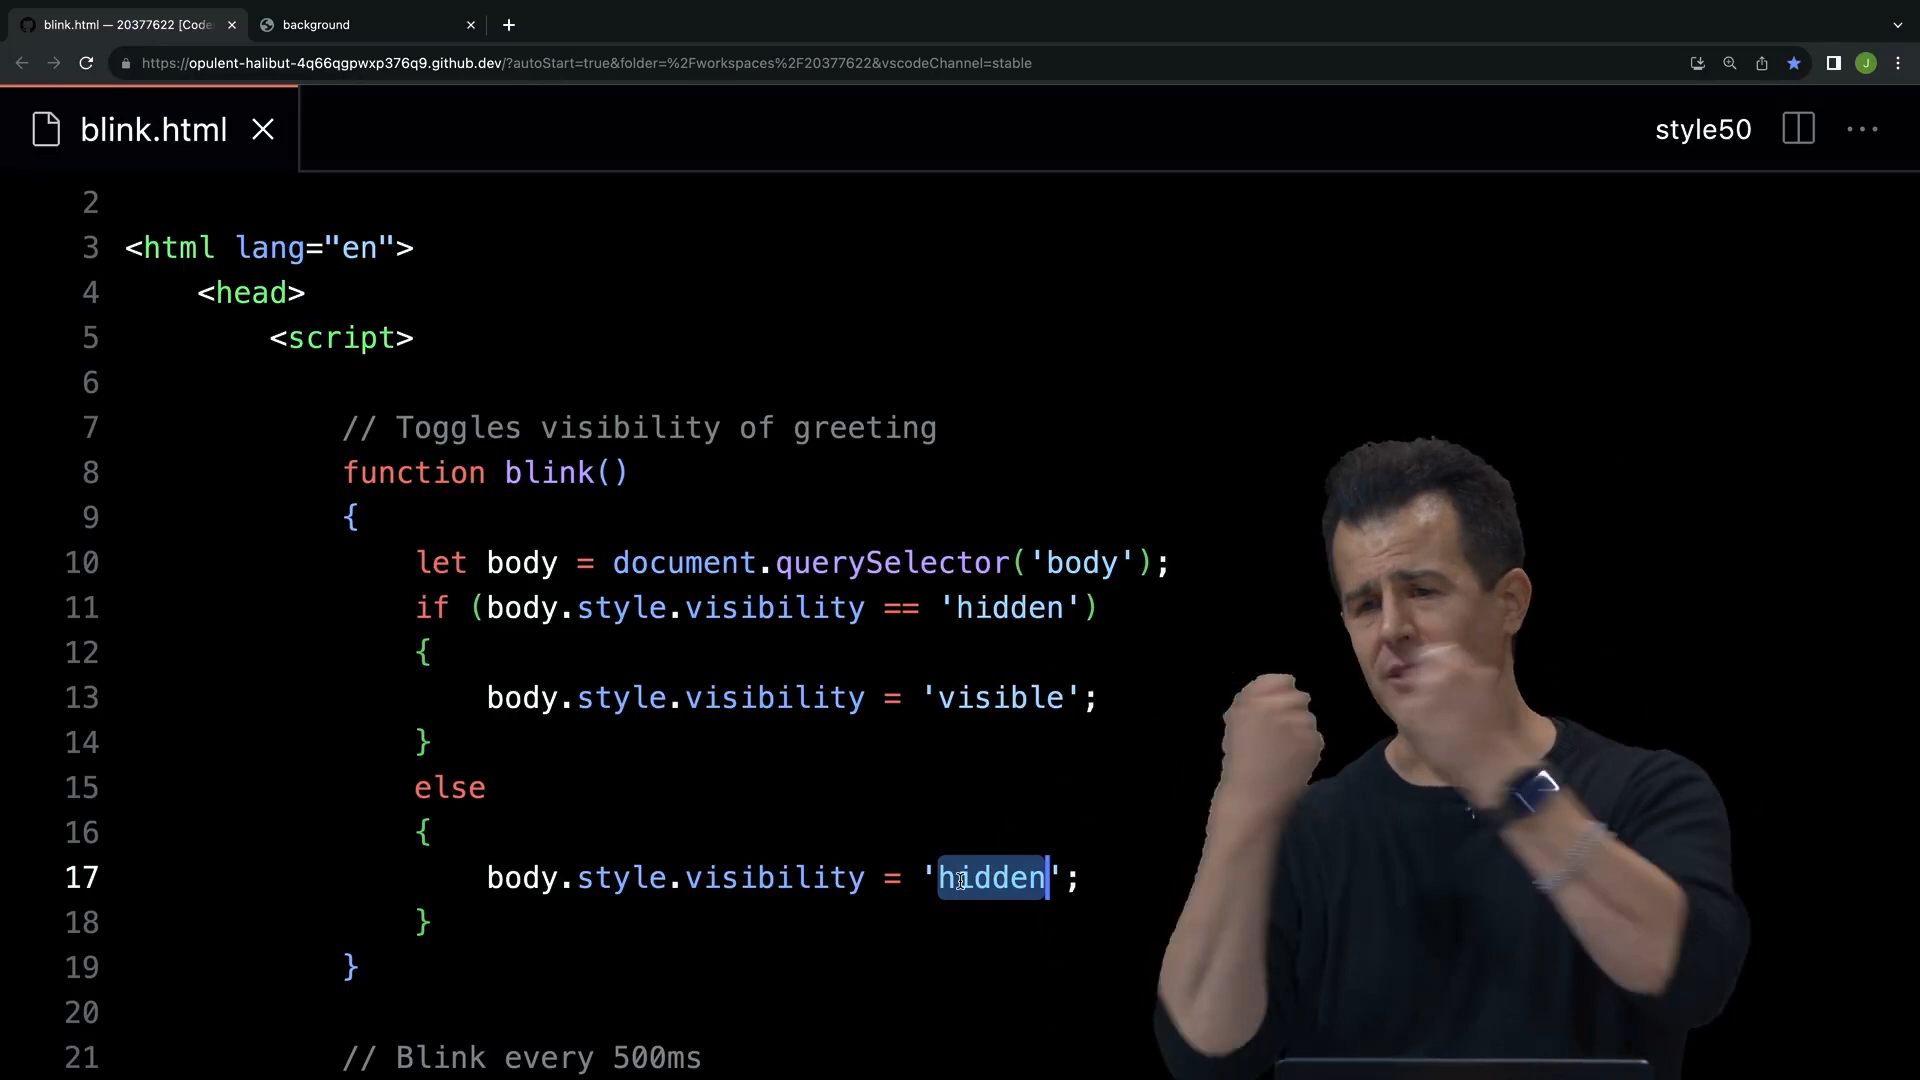 blink.html — 20377622 [Code
background
https://opulent-halibut-4q66qgpwxp376q9.github.dev/?autoStart=true&folder=%2Fworkspaces%2F20377622&vscodeChannel=stable
J
blink.html
style50
2
3 <html lang="en">
4 <head>
5 <script>
6
7 // Toggles visibility of greeting
8 function blink()
9 {
10 let body = document.querySelector('body');
11 if (body.style.visibility == 'hidden')
12 {
13 body.style.visibility = 'visible';
14 }
15 else
16 {
17 body.style.visibility = 'hidden';
18 }
19 }
20
21 // Blink every 500ms